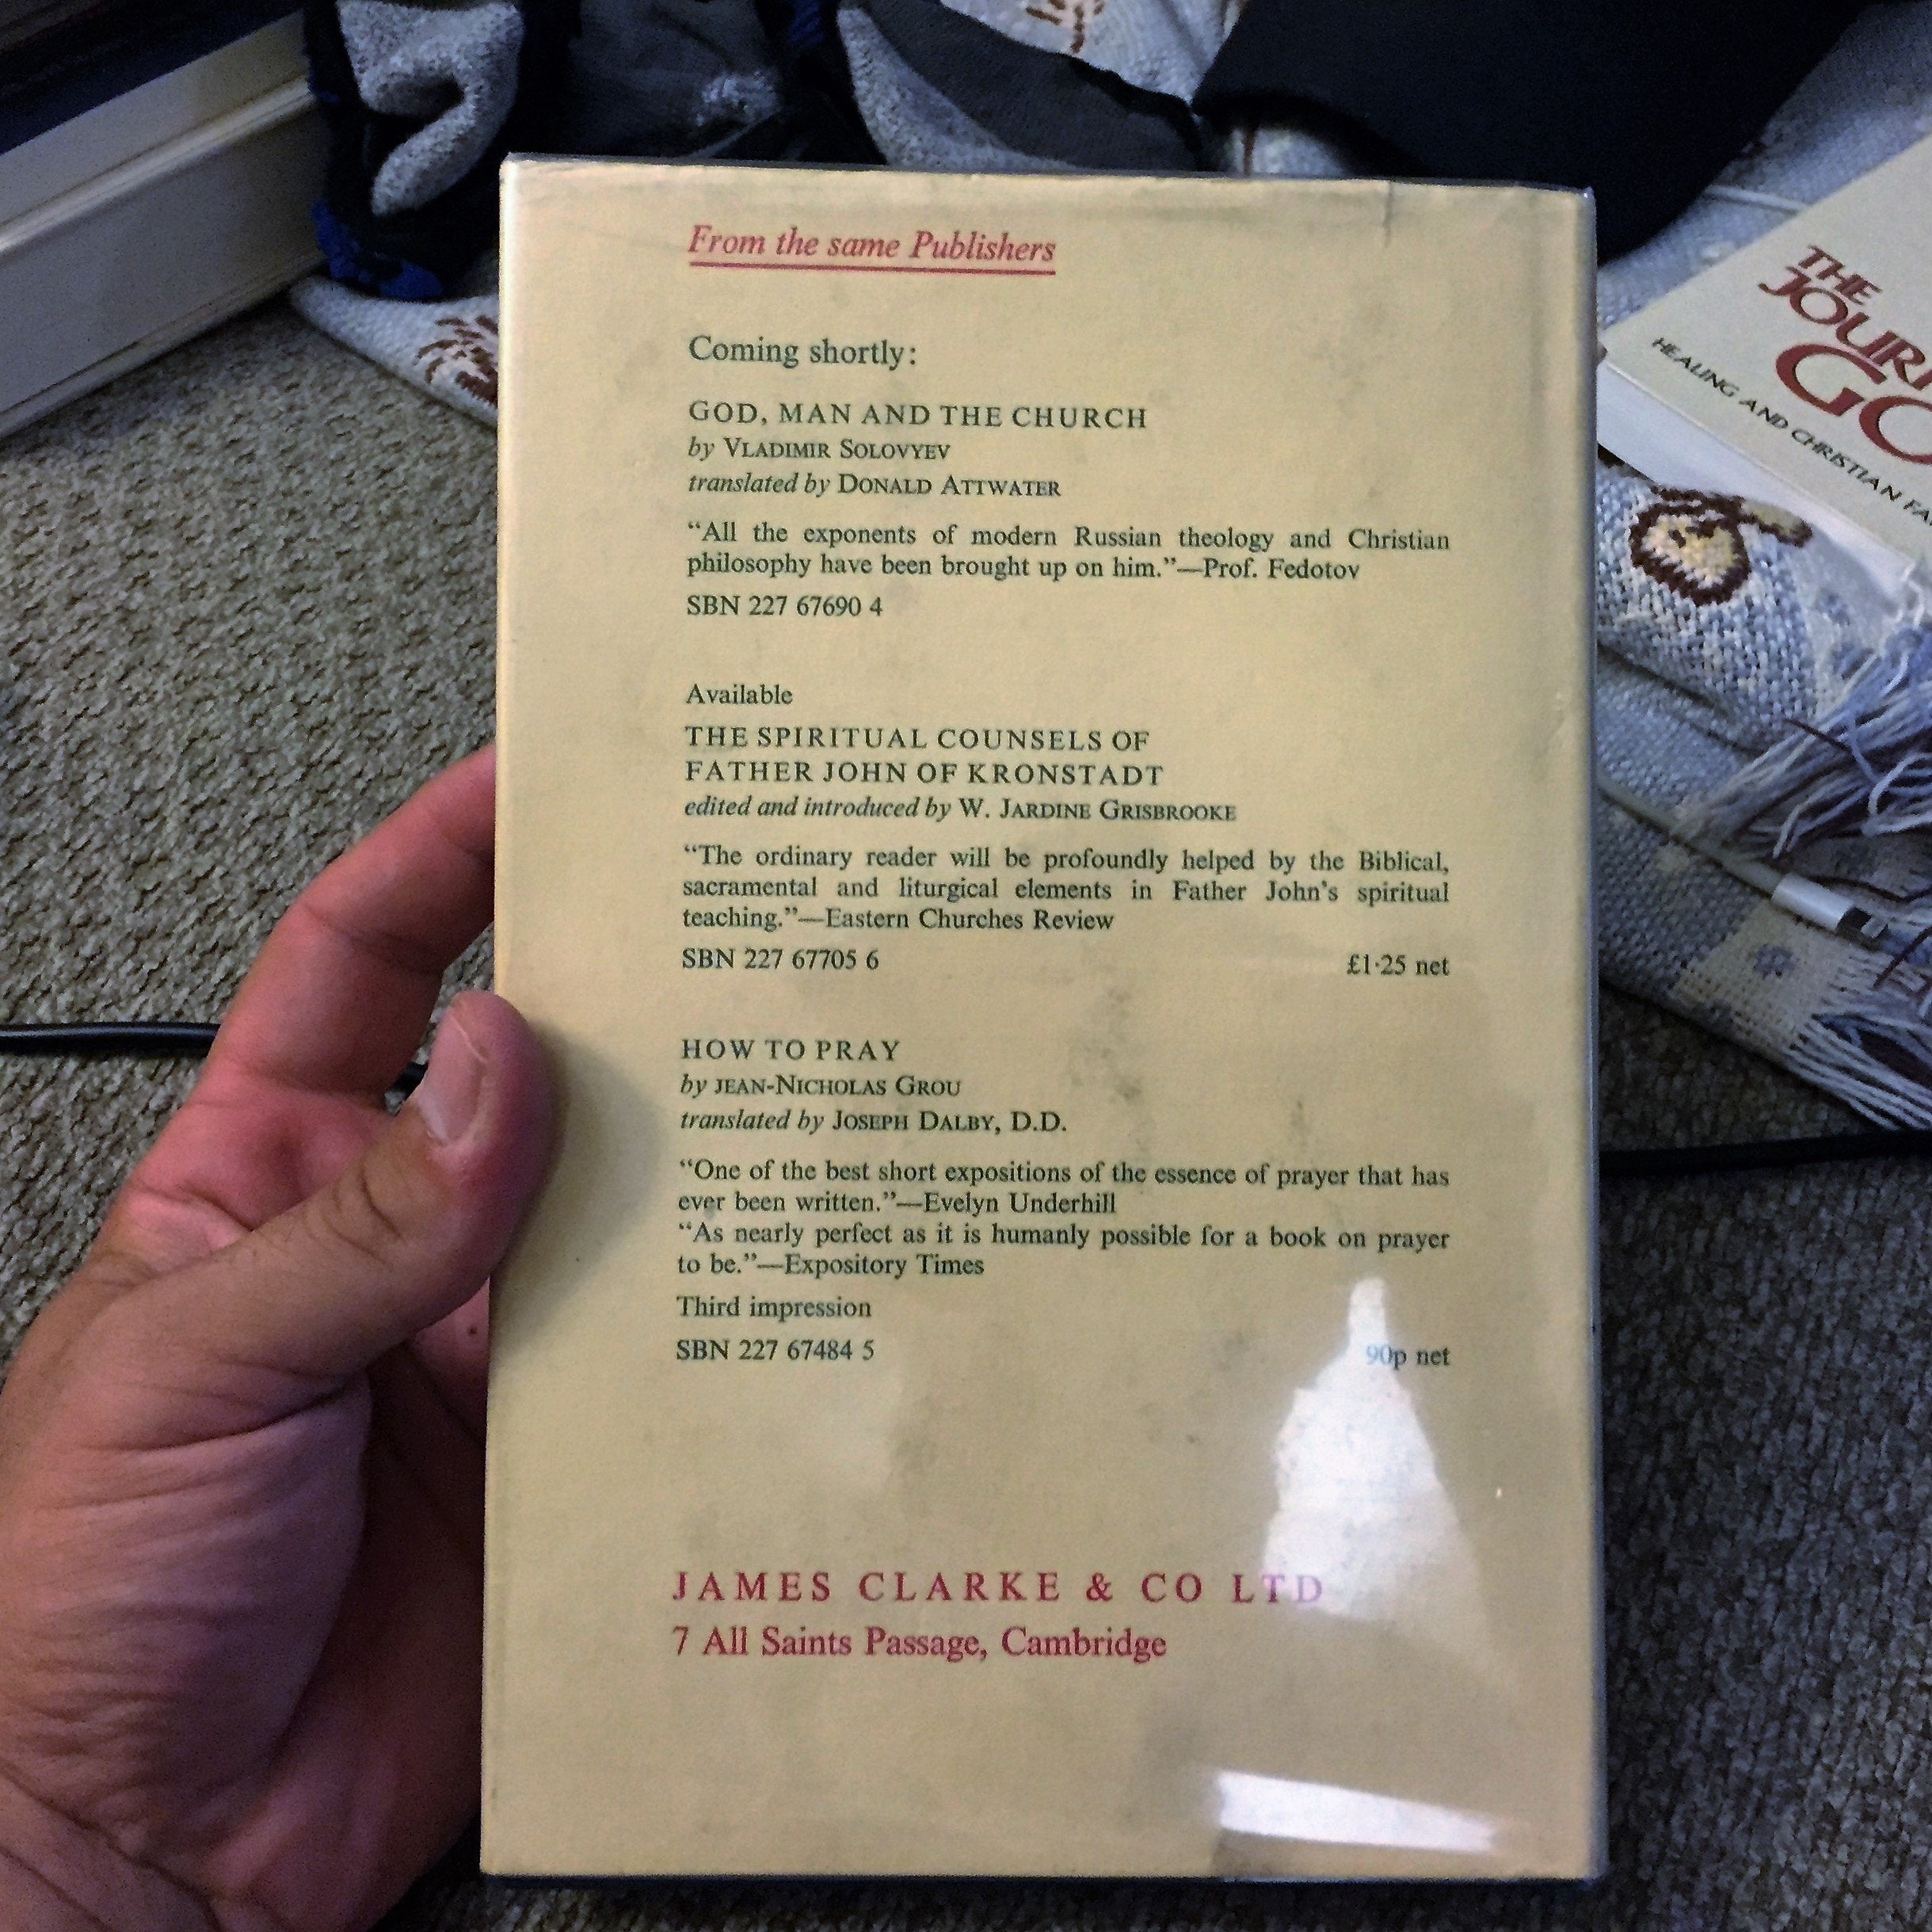 From the same Publishers
Coming shortly:
GOD, MAN AND THE CHURCH
by VLADIMIR SOLOVYEV
translated by DONALD ATTWATER
“All the exponents of modern Russian theology and Christian
philosophy have been brought up on him.”—Prof. Fedotov
SBN 227 67690 4
Available
THE SPIRITUAL COUNSELS OF
FATHER JOHN OF KRONSTADT
edited and introduced by W. JARDINE GRISBROOKE
“The ordinary reader will be profoundly helped by the Biblical,
sacramental and liturgical elements in Father John's spiritual
teaching.”—Eastern Churches Review
SBN 227 67705 6 £1·25 net
HOW TO PRAY
by JEAN-NICHOLAS GROU
translated by JOSEPH DALBY, D.D.
“One of the best short expositions of the essence of prayer that has
ever been written.”—Evelyn Underhill
“As nearly perfect as it is humanly possible for a book on prayer
to be.”—Expository Times
Third impression
SBN 227 67484 5 90p net
JAMES CLARKE & CO LTD
7 All Saints Passage, Cambridge
THE
HEALING AND CHRISTIAN